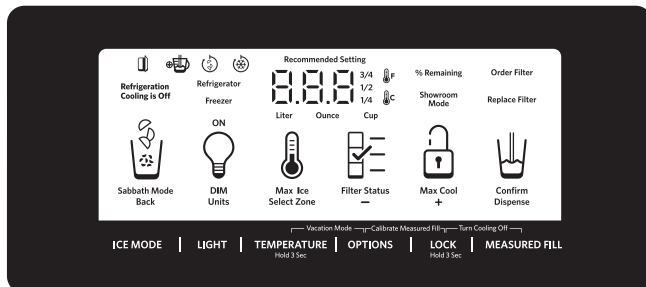 Recommended Setting
Refrigeration
Cooling is Off
Refrigerator
Freezer
8.8.8
3/4
1/2
1/4
F
C
Liter Ounce Cup
% Remaining
Showroom
Mode
Order Filter
Replace Filter
ON
Sabbath Mode
Back
DIM
Units
Max Ice
Select Zone
Filter Status
–
Max Cool
+
Confirm
Dispense
Vacation Mode Calibrate Measured Fill Turn Cooling Off
ICE MODE | LIGHT | TEMPERATURE | OPTIONS | LOCK | MEASURED FILL
Hold 3 Sec Hold 3 Sec